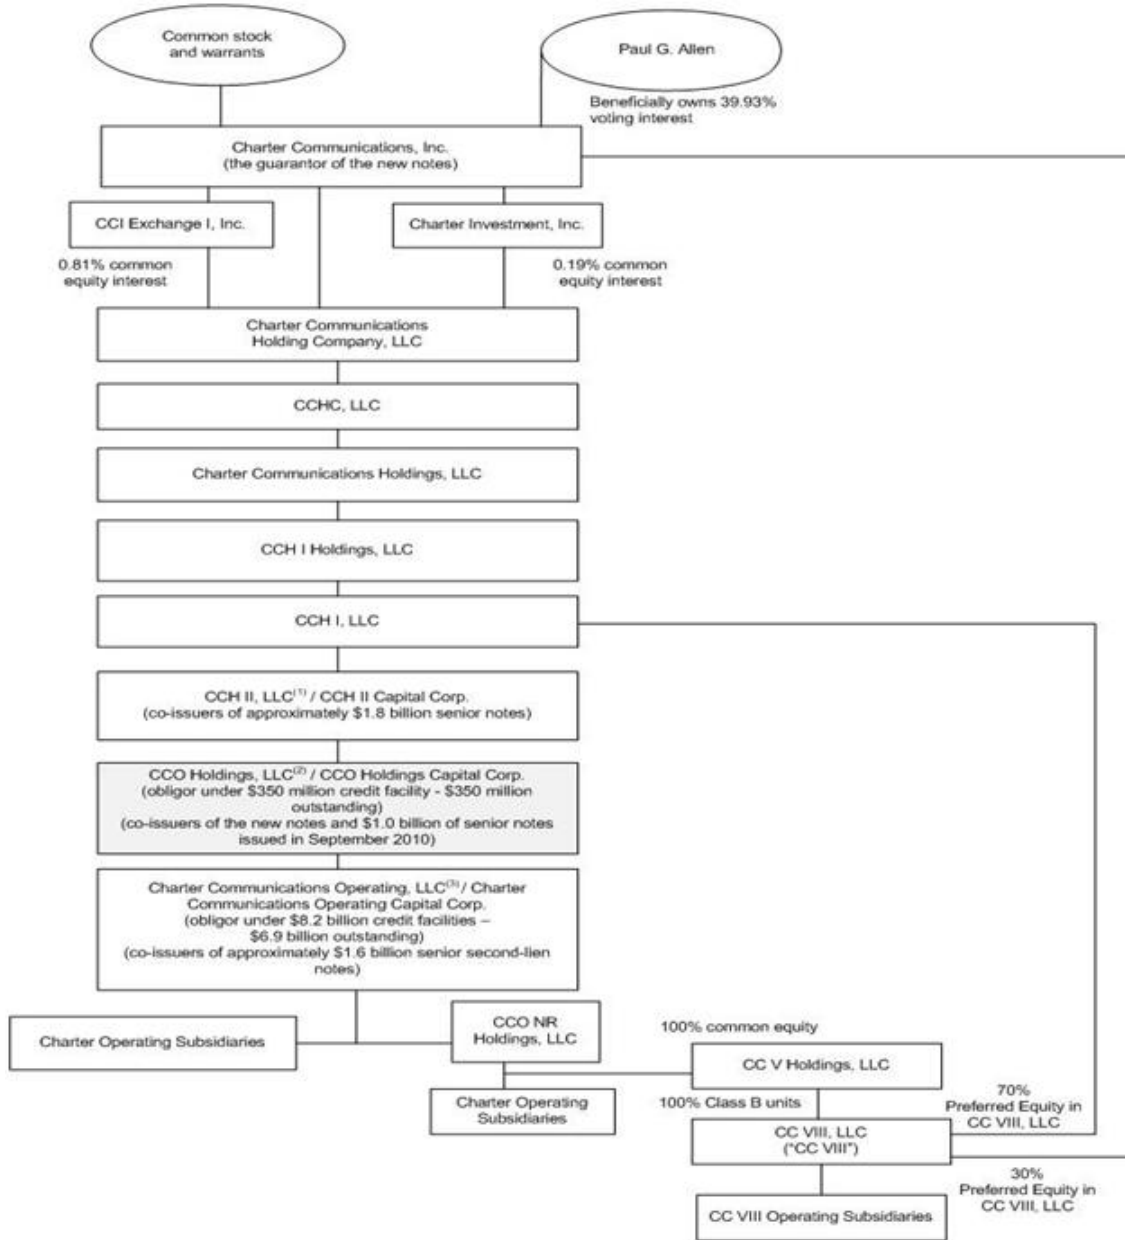 Common stock
and warrants
Paul G. Allen
Beneficially owns 39.93%
voting interest
Charter Communications, Inc.
(the guarantor of the new notes)
CCI Exchange I, Inc.
Charter Investment, Inc.
0.81% common
equity interest
0.19% common
equity interest
Charter Communications
Holding Company, LLC
CCHC, LLC
Charter Communications Holdings, LLC
CCH I Holdings, LLC
CCH I, LLC
CCH II, LLC(1) / CCH II Capital Corp.
(co-issuers of approximately $1.8 billion senior notes)
CCO Holdings, LLC(2) / CCO Holdings Capital Corp.
(obligor under $350 million credit facility - $350 million
outstanding)
(co-issuers of the new notes and $1.0 billion of senior notes
issued in September 2010)
Charter Communications Operating, LLC(3) / Charter
Communications Operating Capital Corp.
(obligor under $8.2 billion credit facilities –
$6.9 billion outstanding)
(co-issuers of approximately $1.6 billion senior second-lien
notes)
Charter Operating Subsidiaries
CCO NR
Holdings, LLC
Charter Operating
Subsidiaries
100% common equity
CC V Holdings, LLC
100% Class B units
70%
Preferred Equity in
CC VIII, LLC
CC VIII, LLC
("CC VIII")
30%
Preferred Equity in
CC VIII, LLC
CC VIII Operating Subsidiaries